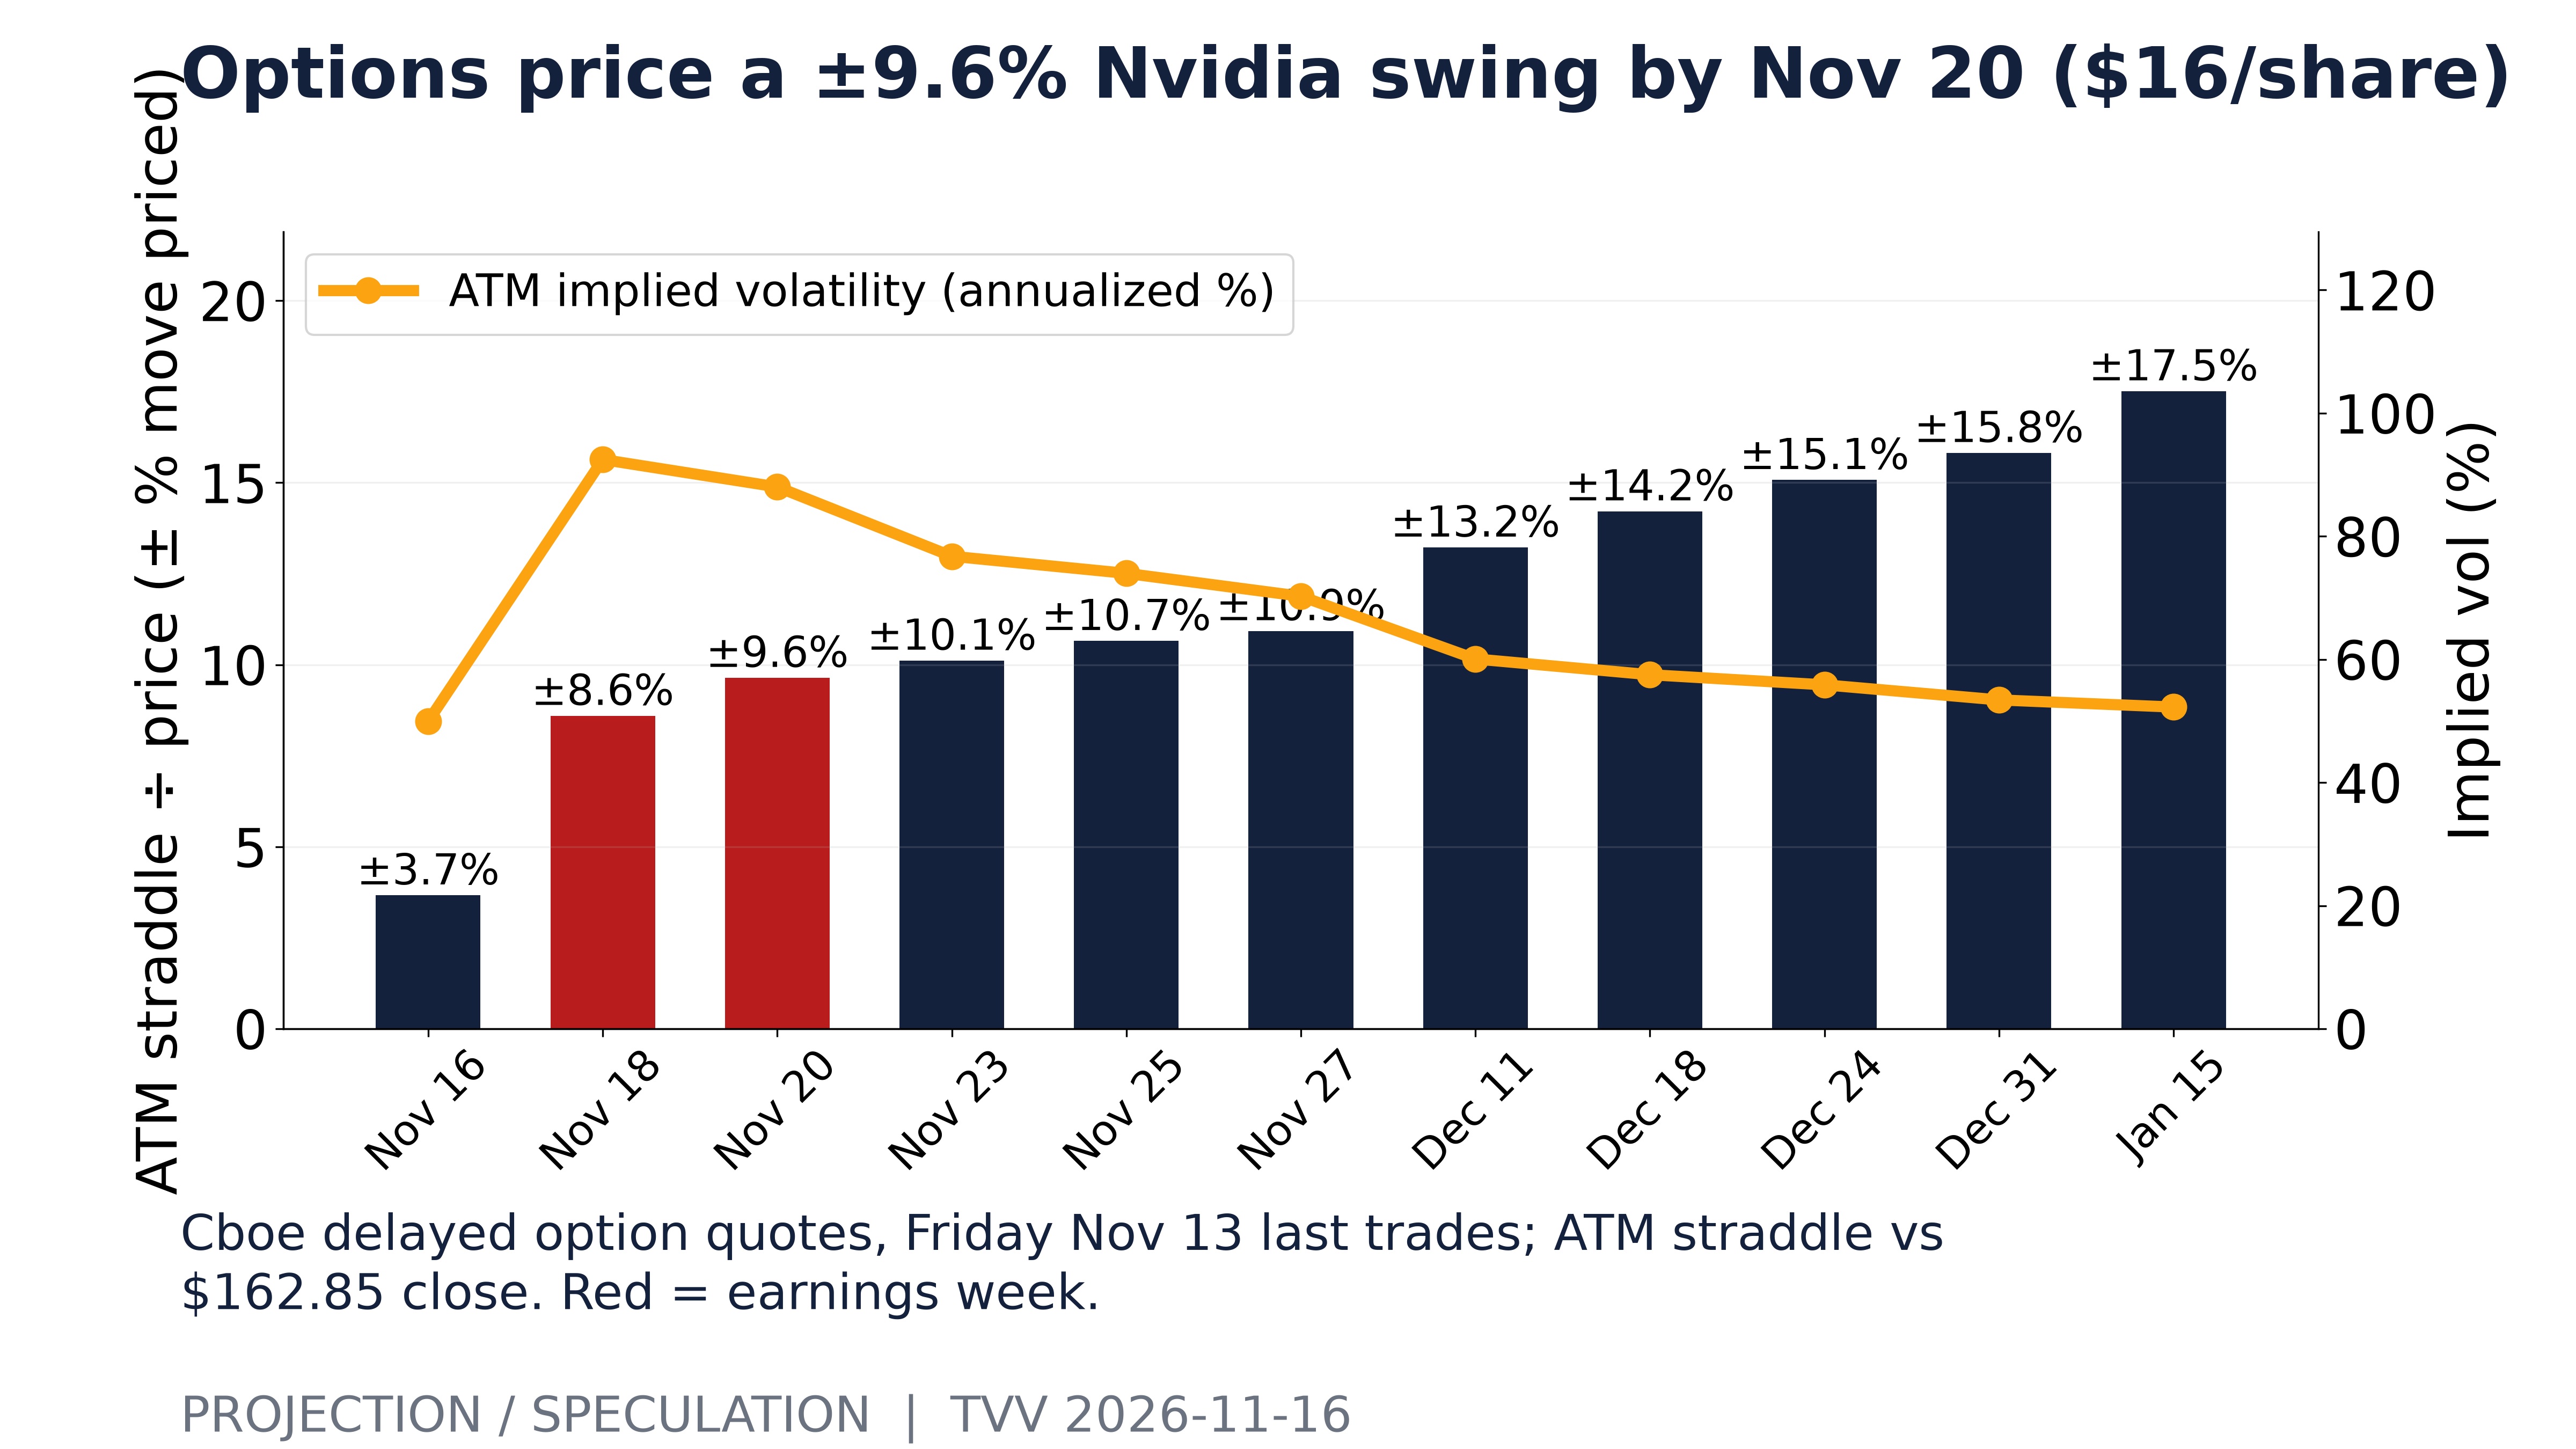 Options price a ±9.6% Nvidia swing by Nov 20 ($16/share)
ATM straddle ÷ price (± % move priced)
ATM implied volatility (annualized %)
20
15
10
5
0
120
100
80
60
40
20
0
Implied vol (%)
±3.7%
±8.6%
±9.6%
±10.1%
±10.7%
±10.9%
±13.2%
±14.2%
±15.1%
±15.8%
±17.5%
Nov 16
Nov 18
Nov 20
Nov 23
Nov 25
Nov 27
Dec 11
Dec 18
Dec 24
Dec 31
Jan 15
Cboe delayed option quotes, Friday Nov 13 last trades; ATM straddle vs
$162.85 close. Red = earnings week.
PROJECTION / SPECULATION | TVV 2026-11-16